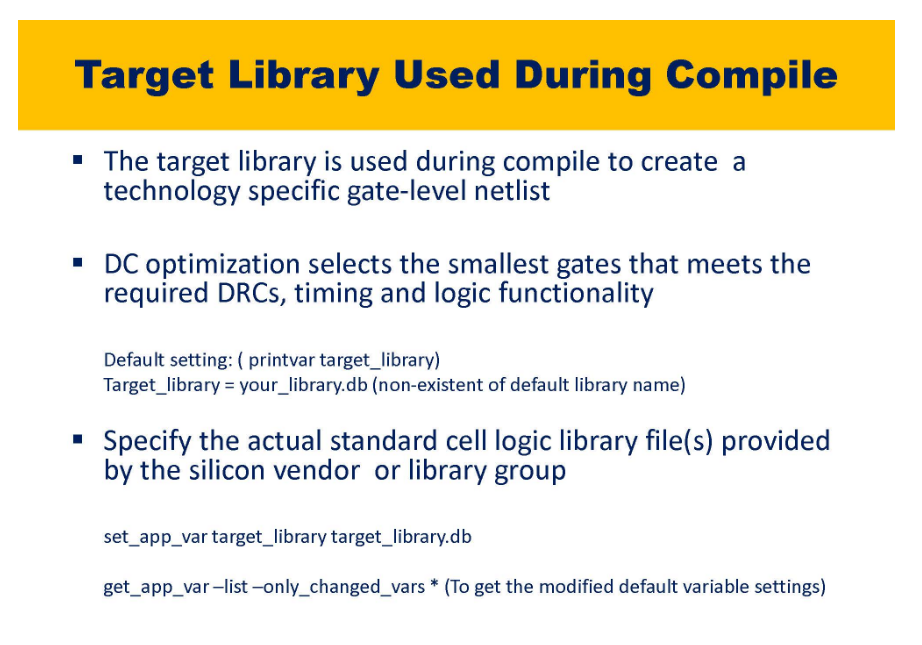 Target Library Used During Compile
▪ The target library is used during compile to create a
technology specific gate-level netlist
▪ DC optimization selects the smallest gates that meets the
required DRCs, timing and logic functionality
Default setting: ( printvar target_library)
Target_library = your_library.db (non-existent of default library name)
▪ Specify the actual standard cell logic library file(s) provided
by the silicon vendor or library group
set_app_var target_library target_library.db
get_app_var –list –only_changed_vars * (To get the modified default variable settings)